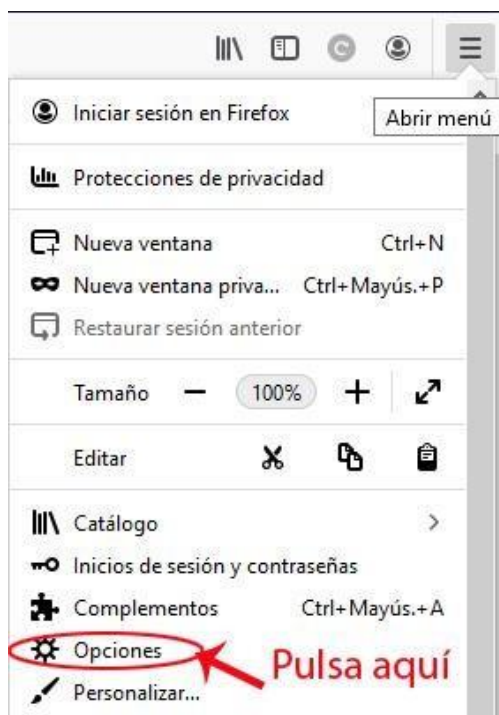 Iniciar sesión en Firefox
Abrir menú
Protecciones de privacidad
Nueva ventana Ctrl+N
Nueva ventana priva... Ctrl+Mayús.+P
Restaurar sesión anterior
Tamaño 100%
Editar
Catálogo
Inicios de sesión y contraseñas
Complementos Ctrl+Mayús.+A
Opciones
Pulsa aquí
Personalizar...